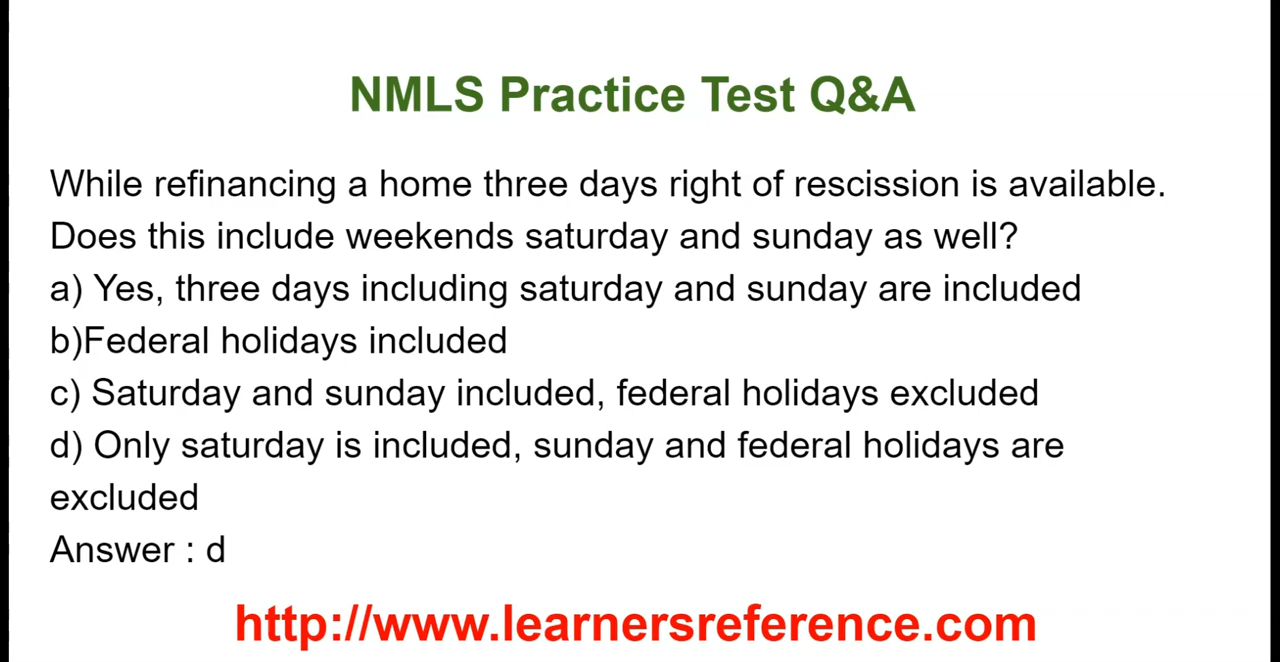 NMLS Practice Test Q&A
While refinancing a home three days right of rescission is available.
Does this include weekends saturday and sunday as well?
a) Yes, three days including saturday and sunday are included
b)Federal holidays included
c) Saturday and sunday included, federal holidays excluded
d) Only saturday is included, sunday and federal holidays are
excluded
Answer : d
http://www.learnersreference.com